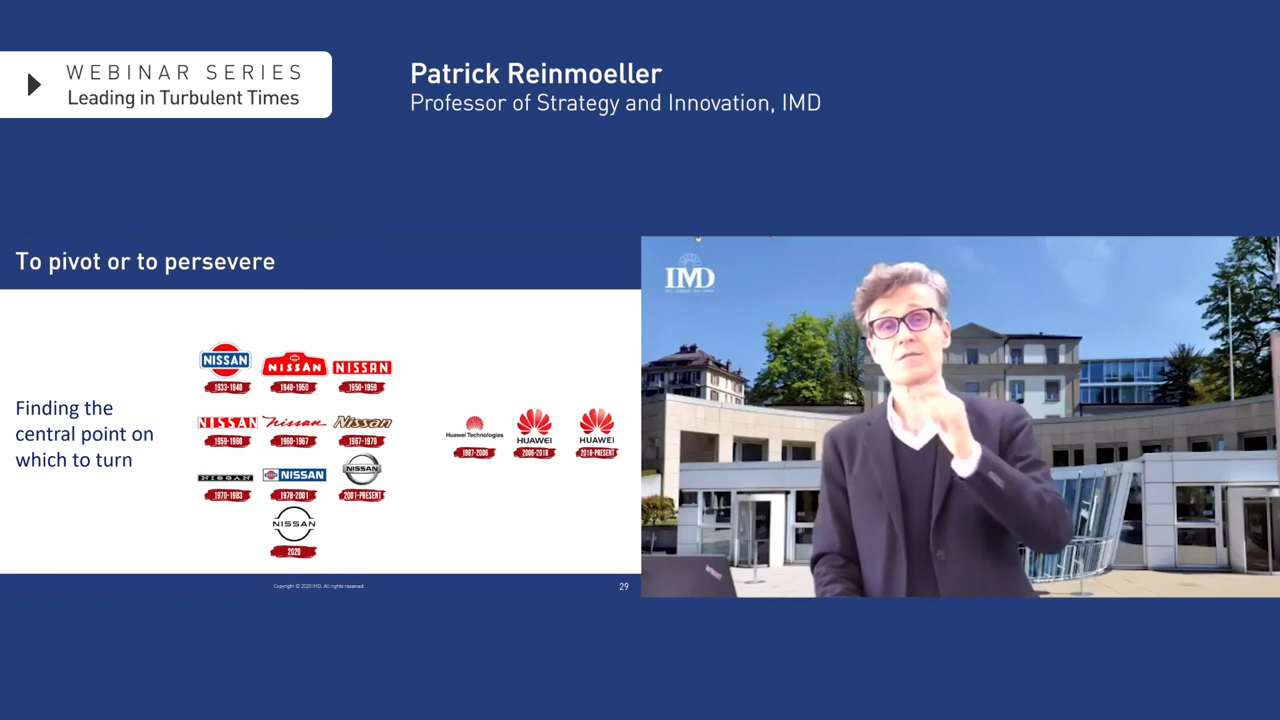 WEBINAR SERIES
Leading in Turbulent Times
Patrick Reinmoeller
Professor of Strategy and Innovation, IMD
To pivot or to persevere
IMD
Finding the
central point on
which to turn
NISSAN NISSAN NISSAN
1933-1940 1940-1950 1950-1959
NISSAN Nissan Nissan
1959-1960 1960-1967 1967-1970
NISSAN NISSAN NISSAN
1970-1983 1978-2001 2001-PRESENT
NISSAN
2020
Huawei Technologies HUAWEI HUAWEI
1987-2006 2006-2018 2018-PRESENT
Copyright © 2020 IMD. All rights reserved.
29